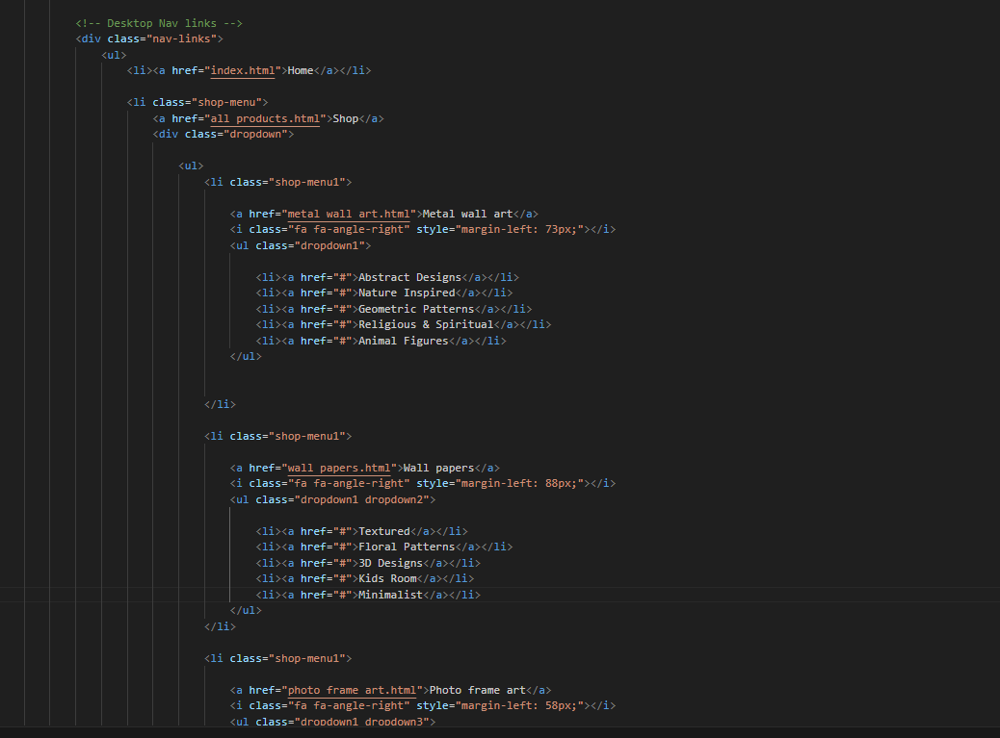 <!-- Desktop Nav links -->
<div class="nav-links">
<ul>
<li><a href="index.html">Home</a></li>
<li class="shop-menu">
<a href="all products.html">Shop</a>
<div class="dropdown">
<ul>
<li class="shop-menu1">
<a href="metal wall art.html">Metal wall art</a>
<i class="fa fa-angle-right" style="margin-left: 73px;"></i>
<ul class="dropdown1">
<li><a href="#">Abstract Designs</a></li>
<li><a href="#">Nature Inspired</a></li>
<li><a href="#">Geometric Patterns</a></li>
<li><a href="#">Religious & Spiritual</a></li>
<li><a href="#">Animal Figures</a></li>
</ul>
</li>
<li class="shop-menu1">
<a href="wall papers.html">Wall papers</a>
<i class="fa fa-angle-right" style="margin-left: 88px;"></i>
<ul class="dropdown1 dropdown2">
<li><a href="#">Textured</a></li>
<li><a href="#">Floral Patterns</a></li>
<li><a href="#">3D Designs</a></li>
<li><a href="#">Kids Room</a></li>
<li><a href="#">Minimalist</a></li>
</ul>
</li>
<li class="shop-menu1">
<a href="photo frame art.html">Photo frame art</a>
<i class="fa fa-angle-right" style="margin-left: 58px;"></i>
<ul class="dropdown1 dropdown3">